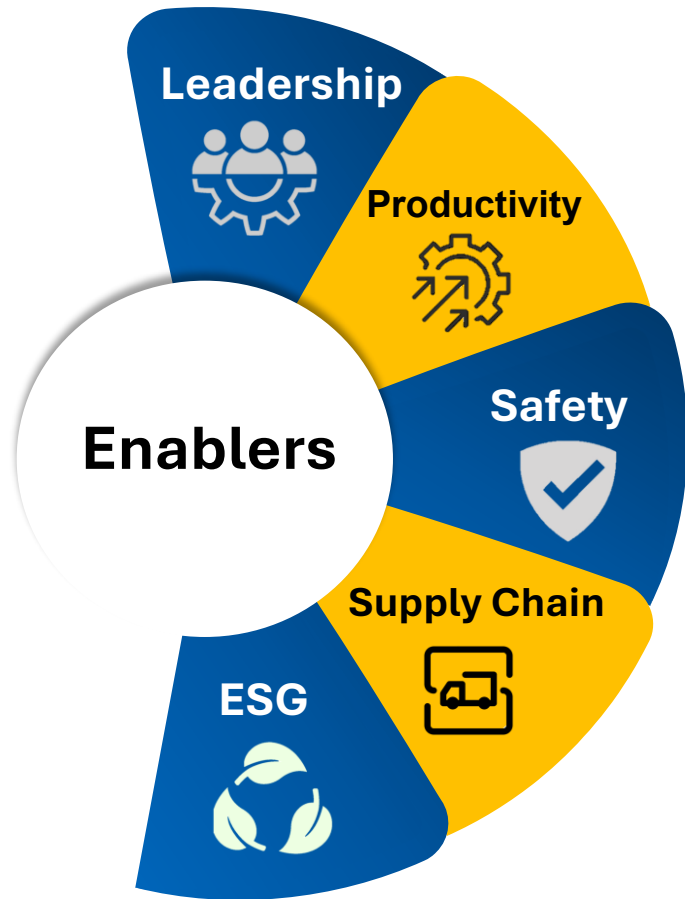 Leadership
Productivity
Safety
Enablers
Supply Chain
ESG